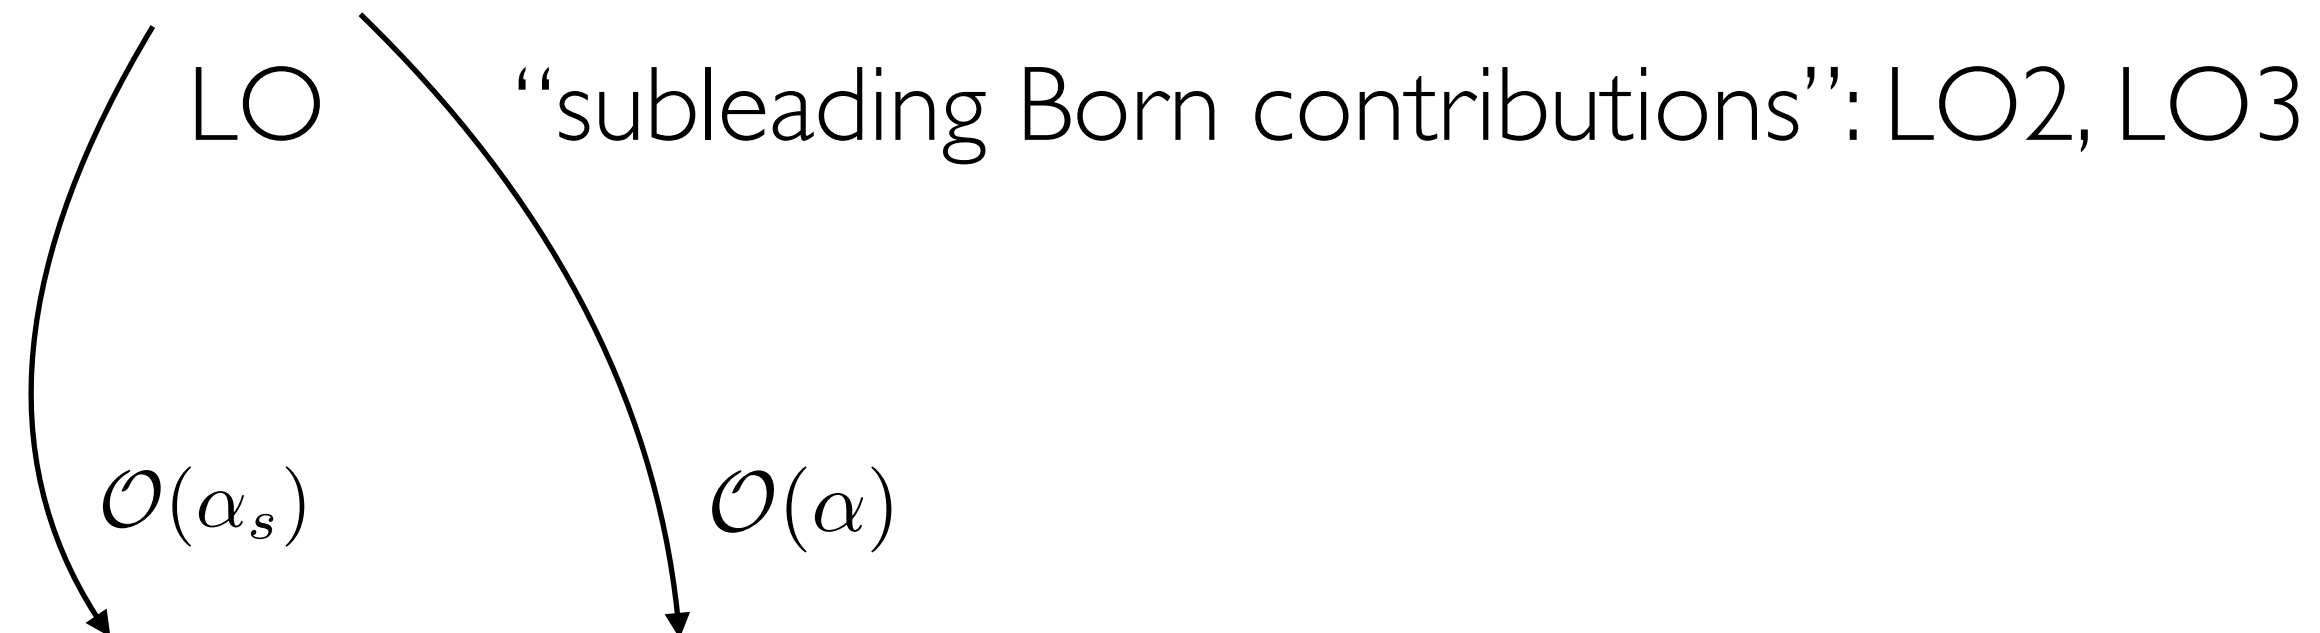 LO “subleading Born contributions”: LO2, LO3
𝒪(αₛ) 𝒪(α)